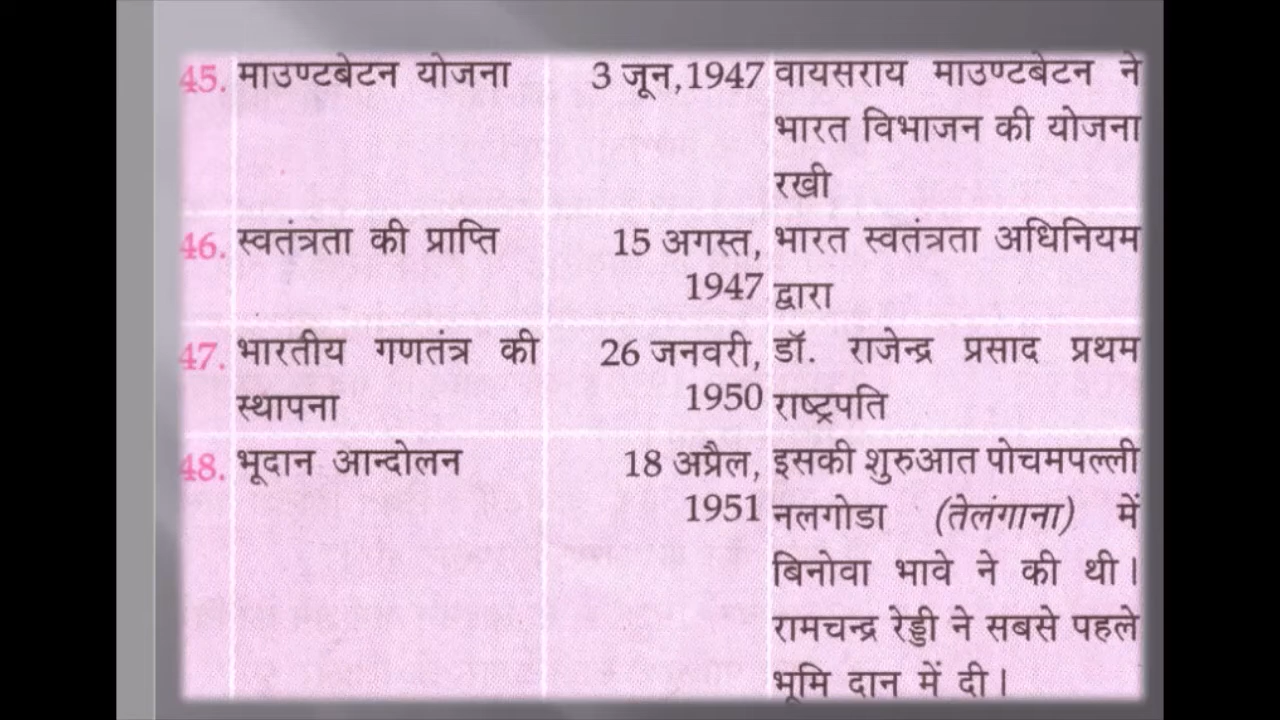 45. माउण्टबेटन योजना 3 जून,1947 वायसराय माउण्टबेटन ने
भारत विभाजन की योजना
रखी
46. स्वतंत्रता की प्राप्ति 15 अगस्त, भारत स्वतंत्रता अधिनियम
1947 द्वारा
47. भारतीय गणतंत्र की 26 जनवरी, डॉ. राजेन्द्र प्रसाद प्रथम
स्थापना 1950 राष्ट्रपति
48. भूदान आन्दोलन 18 अप्रैल, इसकी शुरुआत पोचमपल्ली
1951 नलगोडा (तेलंगाना) में
बिनोवा भावे ने की थी।
रामचन्द्र रेड्डी ने सबसे पहले
भूमि दान में दी।